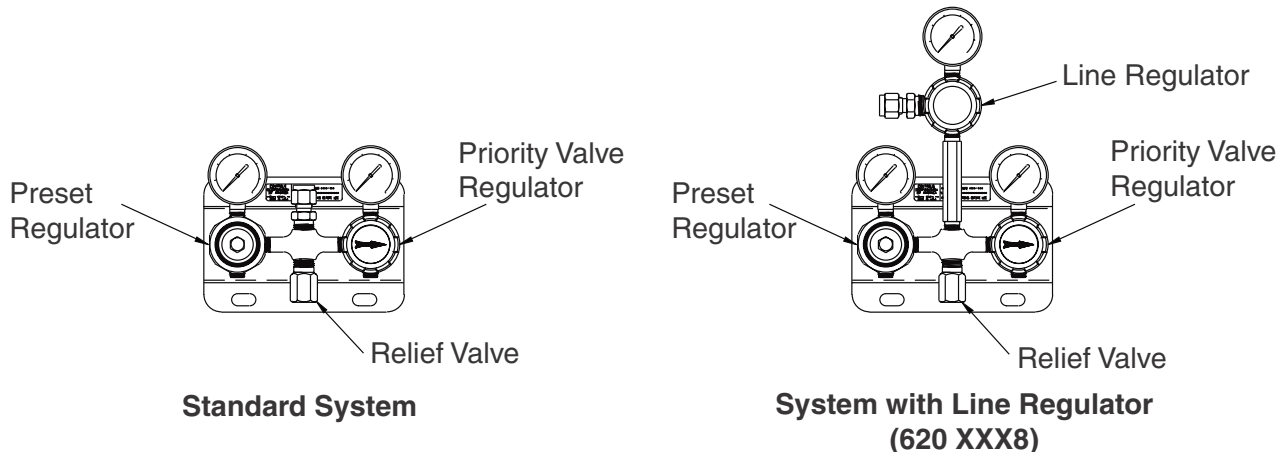 Preset
Regulator
Priority Valve
Regulator
Relief Valve
Standard System
Line Regulator
Preset
Regulator
Priority Valve
Regulator
Relief Valve
System with Line Regulator
(620 XXX8)